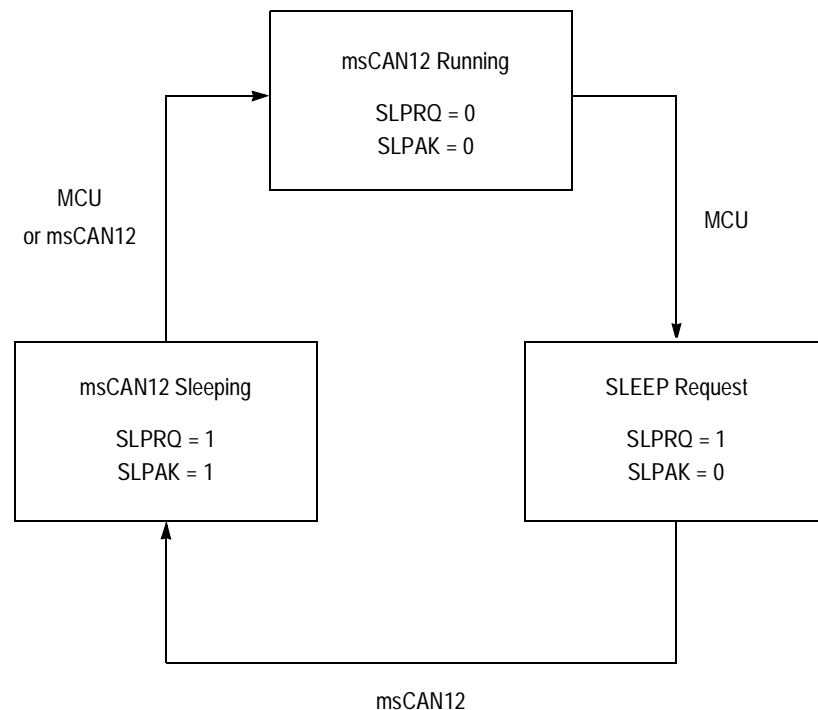 msCAN12 Running
SLPRQ = 0
SLPAK = 0
MCU
or msCAN12
MCU
msCAN12 Sleeping
SLPRQ = 1
SLPAK = 1
SLEEP Request
SLPRQ = 1
SLPAK = 0
msCAN12